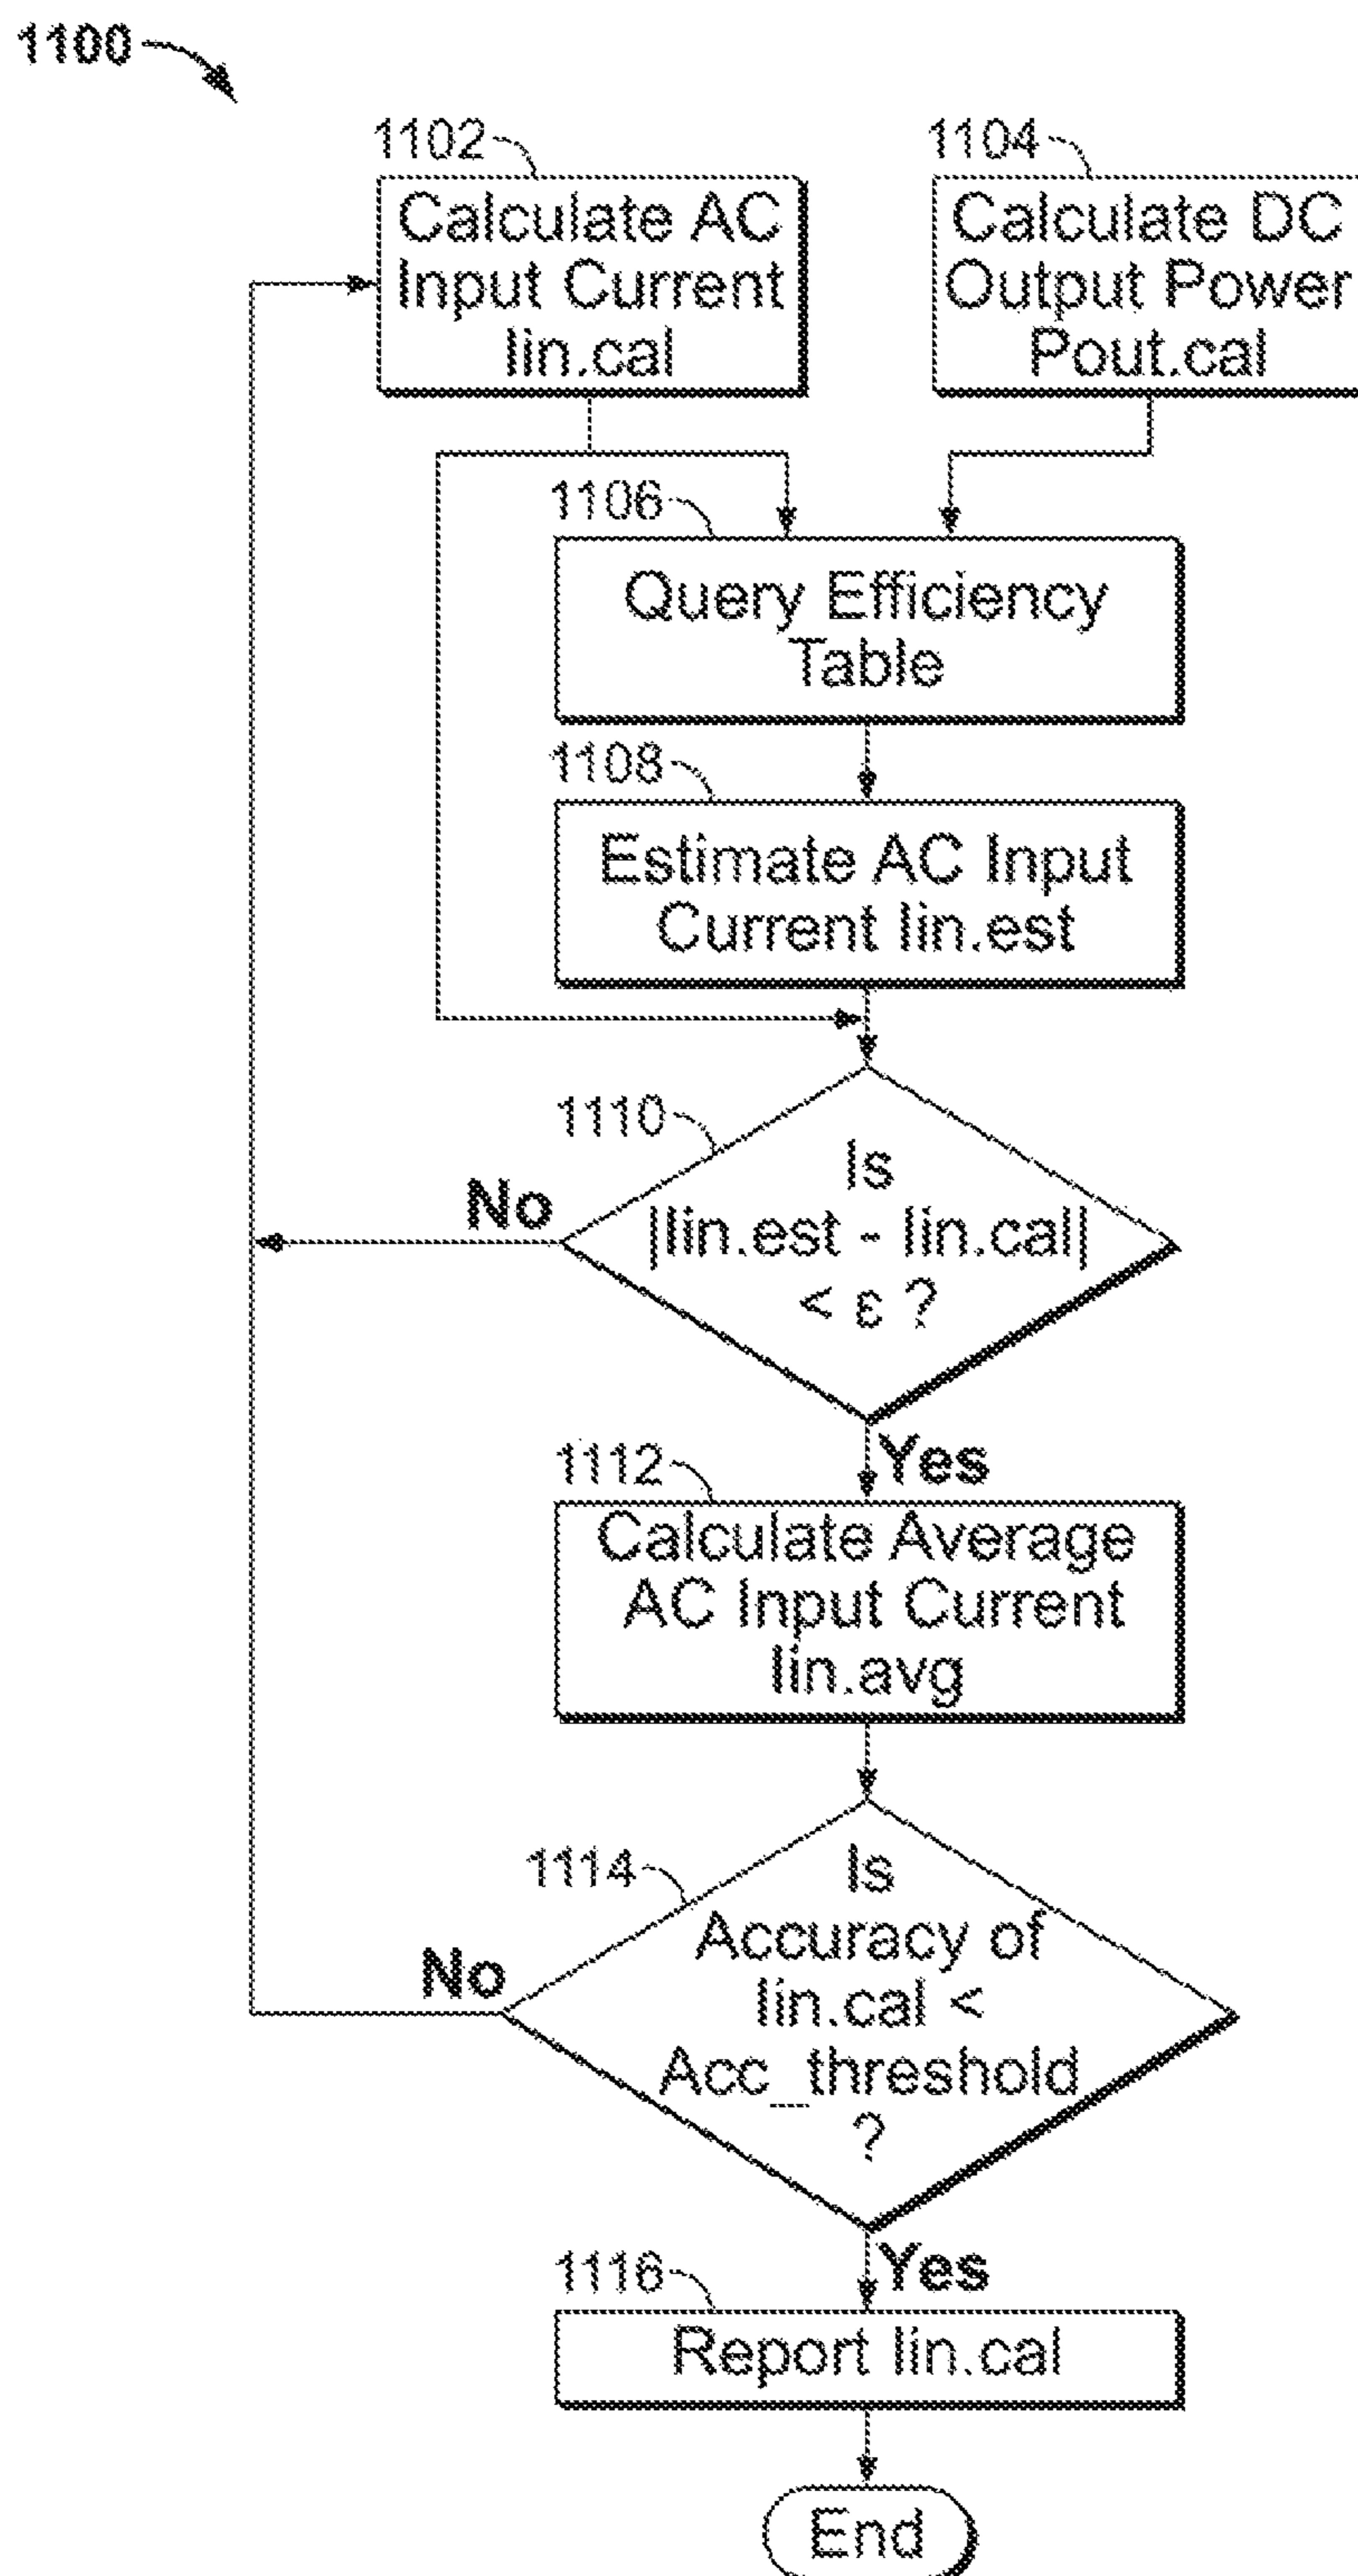 1100
1102
Calculate AC
Input Current
Iin.cal
1104
Calculate DC
Output Power
Pout.cal
1106
Query Efficiency
Table
1108
Estimate AC Input
Current Iin.est
1110
Is
|Iin.est - Iin.cal|
< ε ?
No
Yes
1112
Calculate Average
AC Input Current
Iin.avg
1114
Is
Accuracy of
Iin.cal <
Acc_threshold
?
No
Yes
1116
Report Iin.cal
End